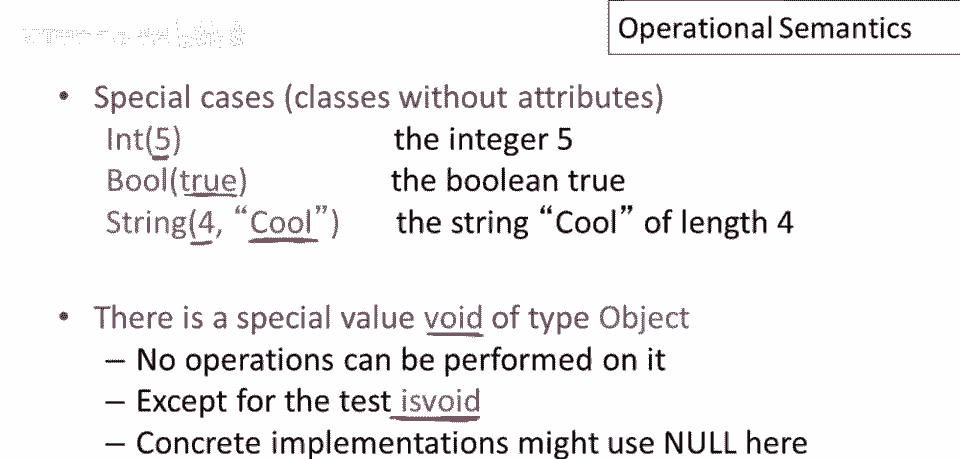 Operational Semantics
• Special cases (classes without attributes)
Int(5) the integer 5
Bool(true) the boolean true
String(4, “Cool”) the string “Cool” of length 4
• There is a special value void of type Object
– No operations can be performed on it
– Except for the test isvoid
– Concrete implementations might use NULL here